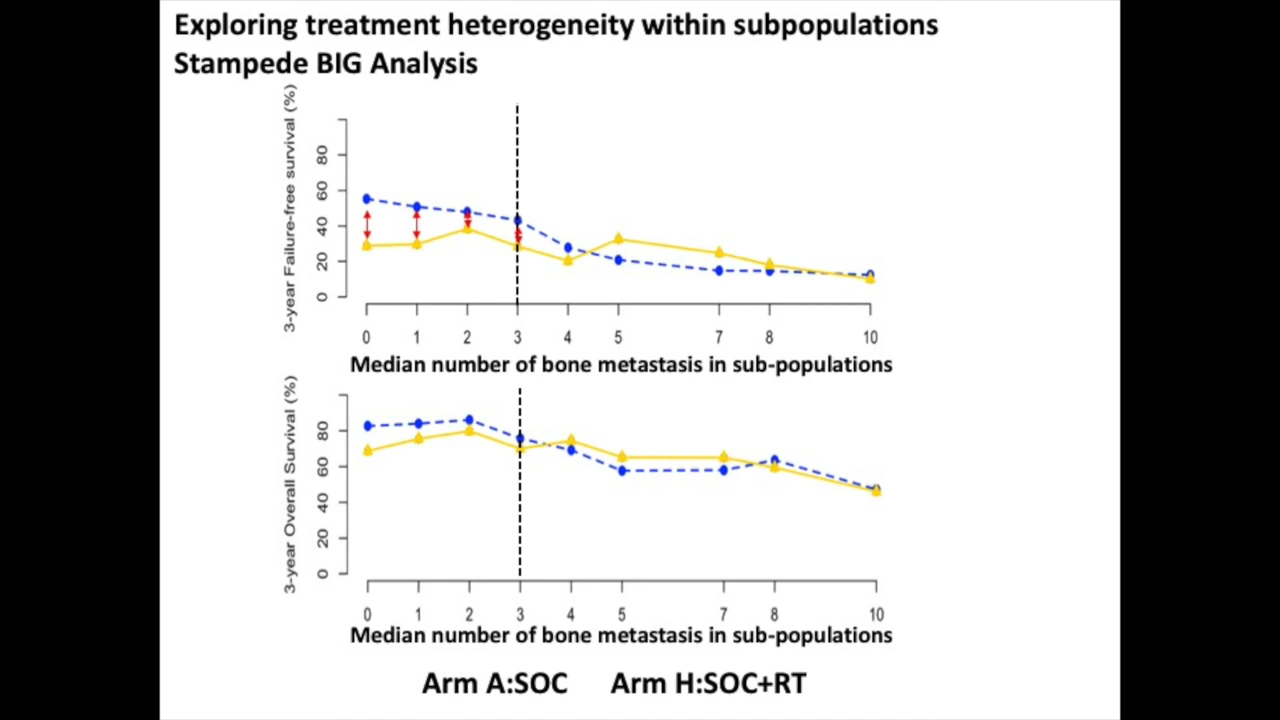 Exploring treatment heterogeneity within subpopulations
Stampede BIG Analysis
3-year Failure-free survival (%)
80
60
40
20
0
0 1 2 3 4 5 7 8 10
Median number of bone metastasis in sub-populations
3-year Overall Survival (%)
80
60
40
20
0
0 1 2 3 4 5 7 8 10
Median number of bone metastasis in sub-populations
Arm A:SOC Arm H:SOC+RT